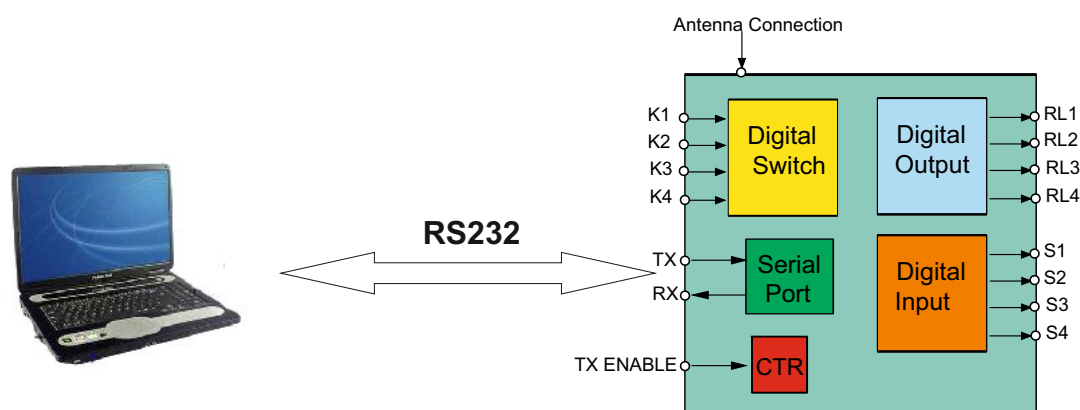 Antenna Connection
K1
K2
K3
K4
Digital
Switch
Digital
Output
RL1
RL2
RL3
RL4
RS232
TX
RX
Serial
Port
Digital
Input
S1
S2
S3
S4
TX ENABLE
CTR